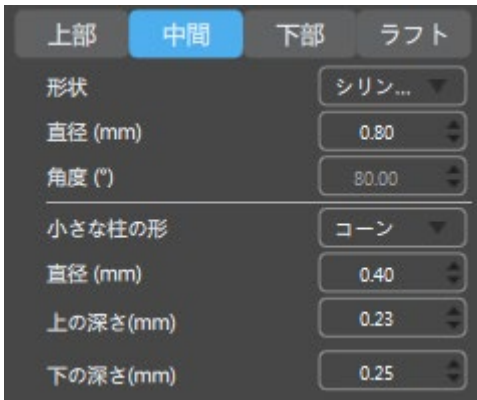 上部 中間 下部 ラフト
形状 シリン...
直径 (mm) 0.80
角度 (°) 80.00
小さな柱の形 コーン
直径 (mm) 0.40
上の深さ(mm) 0.23
下の深さ(mm) 0.25